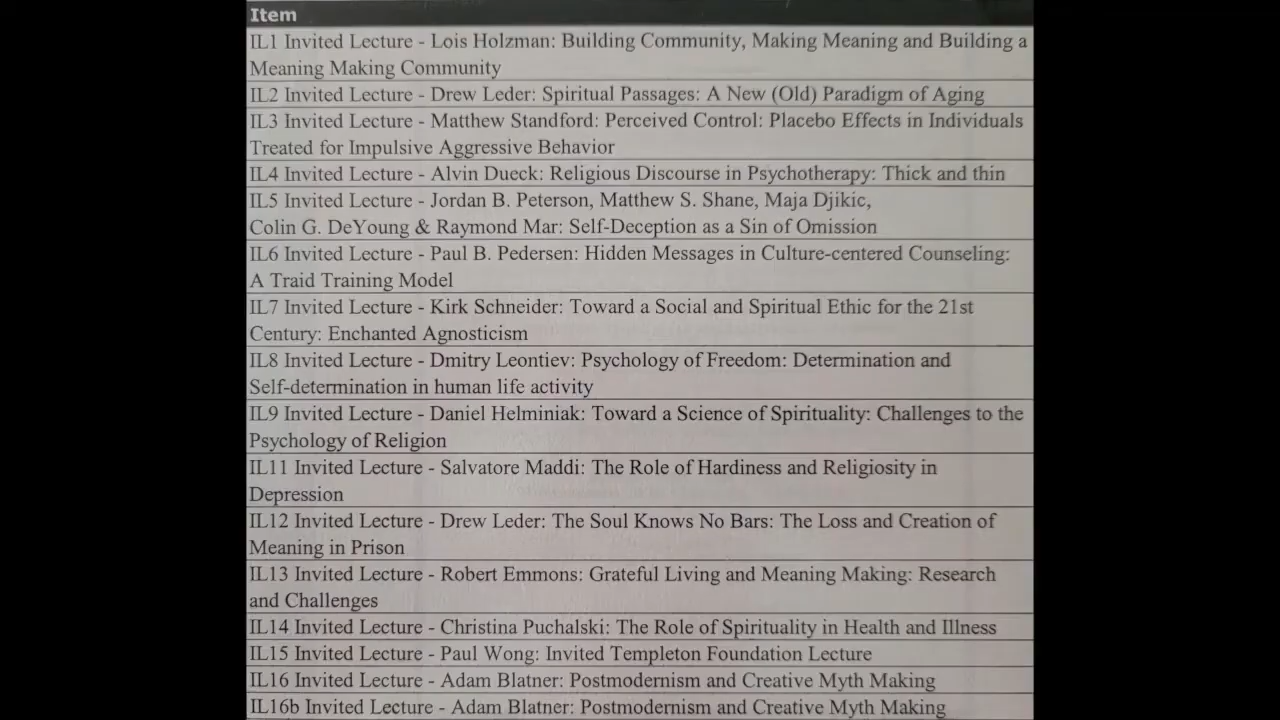 Item
IL1 Invited Lecture - Lois Holzman: Building Community, Making Meaning and Building a
Meaning Making Community
IL2 Invited Lecture - Drew Leder: Spiritual Passages: A New (Old) Paradigm of Aging
IL3 Invited Lecture - Matthew Standford: Perceived Control: Placebo Effects in Individuals
Treated for Impulsive Aggressive Behavior
IL4 Invited Lecture - Alvin Dueck: Religious Discourse in Psychotherapy: Thick and thin
IL5 Invited Lecture - Jordan B. Peterson, Matthew S. Shane, Maja Djikic,
Colin G. DeYoung & Raymond Mar: Self-Deception as a Sin of Omission
IL6 Invited Lecture - Paul B. Pedersen: Hidden Messages in Culture-centered Counseling:
A Traid Training Model
IL7 Invited Lecture - Kirk Schneider: Toward a Social and Spiritual Ethic for the 21st
Century: Enchanted Agnosticism
IL8 Invited Lecture - Dmitry Leontiev: Psychology of Freedom: Determination and
Self-determination in human life activity
IL9 Invited Lecture - Daniel Helminiak: Toward a Science of Spirituality: Challenges to the
Psychology of Religion
IL11 Invited Lecture - Salvatore Maddi: The Role of Hardiness and Religiosity in
Depression
IL12 Invited Lecture - Drew Leder: The Soul Knows No Bars: The Loss and Creation of
Meaning in Prison
IL13 Invited Lecture - Robert Emmons: Grateful Living and Meaning Making: Research
and Challenges
IL14 Invited Lecture - Christina Puchalski: The Role of Spirituality in Health and Illness
IL15 Invited Lecture - Paul Wong: Invited Templeton Foundation Lecture
IL16 Invited Lecture - Adam Blatner: Postmodernism and Creative Myth Making
IL16b Invited Lecture - Adam Blatner: Postmodernism and Creative Myth Making